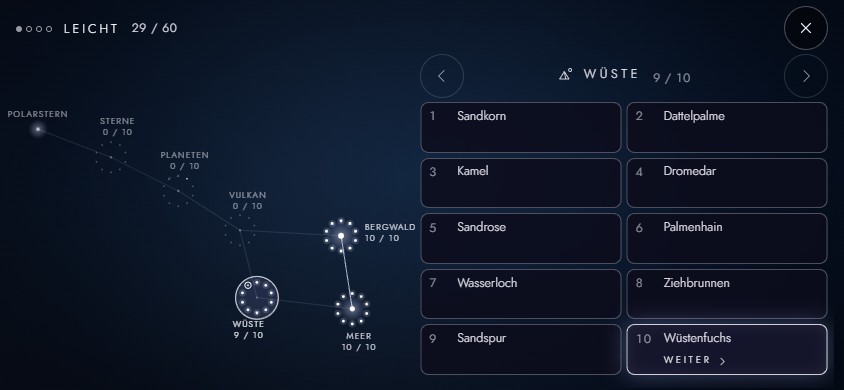 LEICHT 29 / 60
WÜSTE 9 / 10
POLARSTERN
STERNE
0 / 10
PLANETEN
0 / 10
VULKAN
0 / 10
BERGWALD
10 / 10
WÜSTE
9 / 10
MEER
10 / 10
1 Sandkorn
2 Dattelpalme
3 Kamel
4 Dromedar
5 Sandrose
6 Palmenhain
7 Wasserloch
8 Ziehbrunnen
9 Sandspur
10 Wüstenfuchs
WEITER